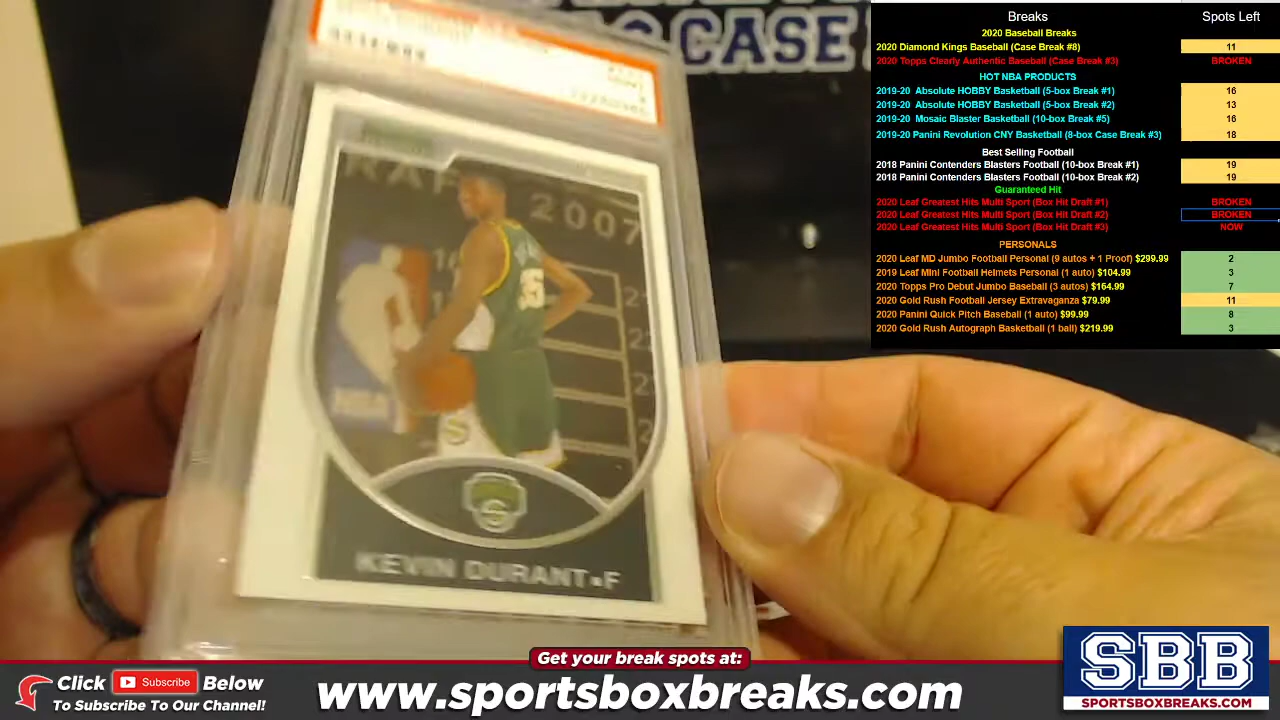 CASE
2007
NBA
35
S
KEVIN DURANT•F
Breaks Spots Left
2020 Baseball Breaks
2020 Diamond Kings Baseball (Case Break #8) 11
2020 Topps Clearly Authentic Baseball (Case Break #3) BROKEN
HOT NBA PRODUCTS
2019-20 Absolute HOBBY Basketball (5-box Break #1) 16
2019-20 Absolute HOBBY Basketball (5-box Break #2) 13
2019-20 Mosaic Blaster Basketball (10-box Break #5) 16
2019-20 Panini Revolution CNY Basketball (8-box Case Break #3) 18
Best Selling Football
2018 Panini Contenders Blasters Football (10-box Break #1) 19
2018 Panini Contenders Blasters Football (10-box Break #2) 19
Guaranteed Hit
2020 Leaf Greatest Hits Multi Sport (Box Hit Draft #1) BROKEN
2020 Leaf Greatest Hits Multi Sport (Box Hit Draft #2) BROKEN
2020 Leaf Greatest Hits Multi Sport (Box Hit Draft #3) NOW
PERSONALS
2020 Leaf MD Jumbo Football Personal (9 autos + 1 Proof) $299.99 2
2019 Leaf Mini Football Helmets Personal (1 auto) $104.99 3
2020 Topps Pro Debut Jumbo Baseball (3 autos) $164.99 7
2020 Gold Rush Football Jersey Extravaganza $79.99 11
2020 Panini Quick Pitch Baseball (1 auto) $99.99 8
2020 Gold Rush Autograph Basketball (1 ball) $219.99 3
Get your break spots at:
Click Subscribe Below
To Subscribe To Our Channel!
www.sportsboxbreaks.com
SBB
SPORTSBOXBREAKS.COM